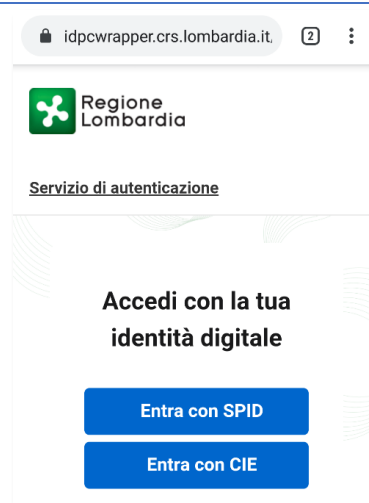 idpcwrapper.crs.lombardia.it,
2
Regione
Lombardia
Servizio di autenticazione
Accedi con la tua
identità digitale
Entra con SPID
Entra con CIE